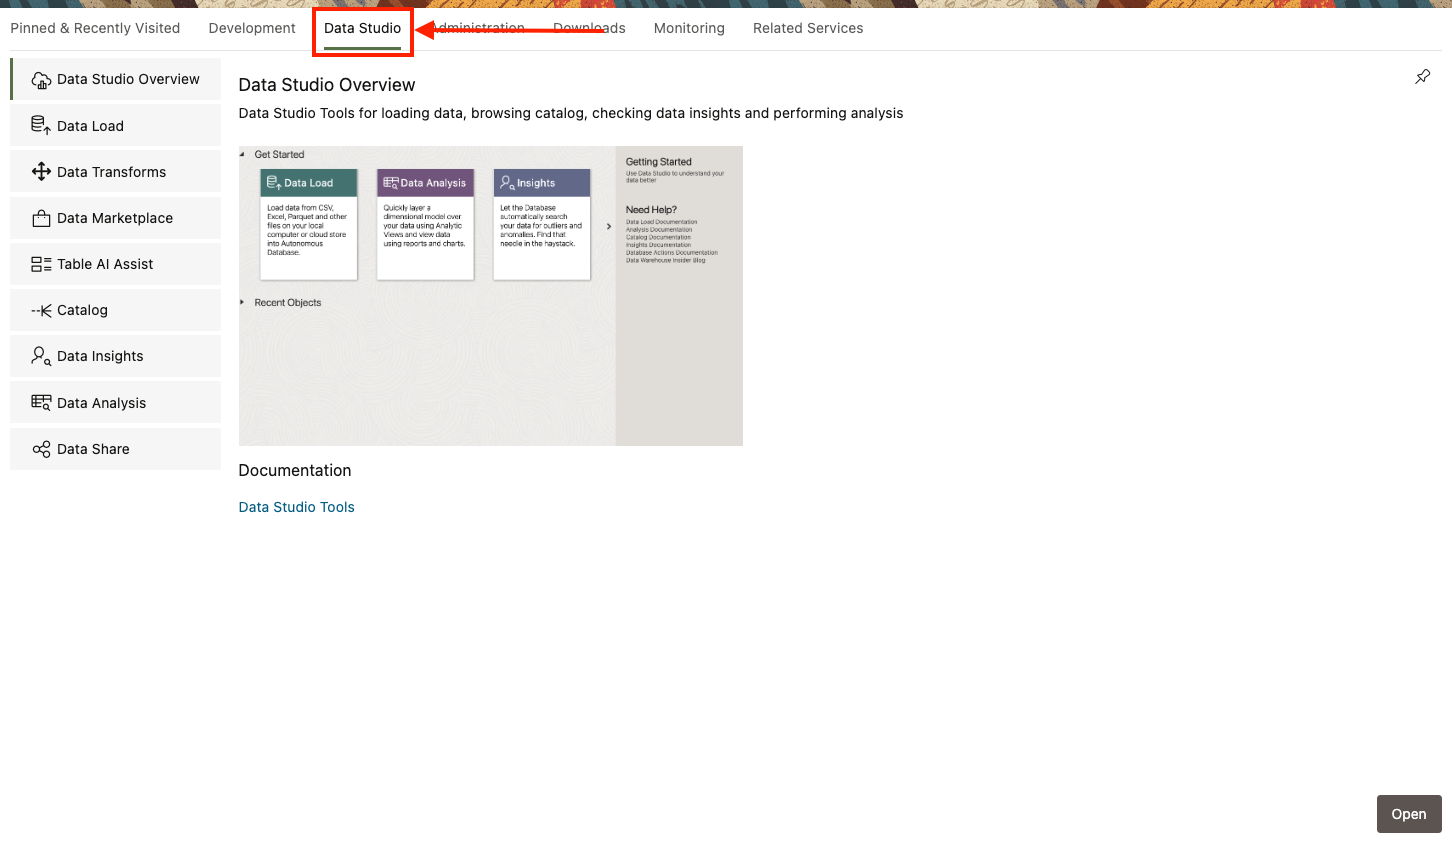 Pinned & Recently Visited Development Data Studio Administration Downloads Monitoring Related Services
Data Studio Overview
Data Load
Data Transforms
Data Marketplace
Table AI Assist
Catalog
Data Insights
Data Analysis
Data Share
Data Studio Overview
Data Studio Tools for loading data, browsing catalog, checking data insights and performing analysis
Get Started
Data Load
Load data from CSV,
Excel, Parquet and other
files on your local
computer or cloud store
into Autonomous
Database.
Data Analysis
Quickly layer a
dimensional model over
your data using Analytic
Views and view data
using reports and charts.
Insights
Let the Database
automatically search
your data for outliers and
anomalies. Find that
needle in the haystack.
Recent Objects
Getting Started
Use Data Studio to understand your
data better
Need Help?
Data Load Documentation
Analysis Documentation
Catalog Documentation
Insights Documentation
Database Actions Documentation
Data Warehouse Insider Blog
Documentation
Data Studio Tools
Open